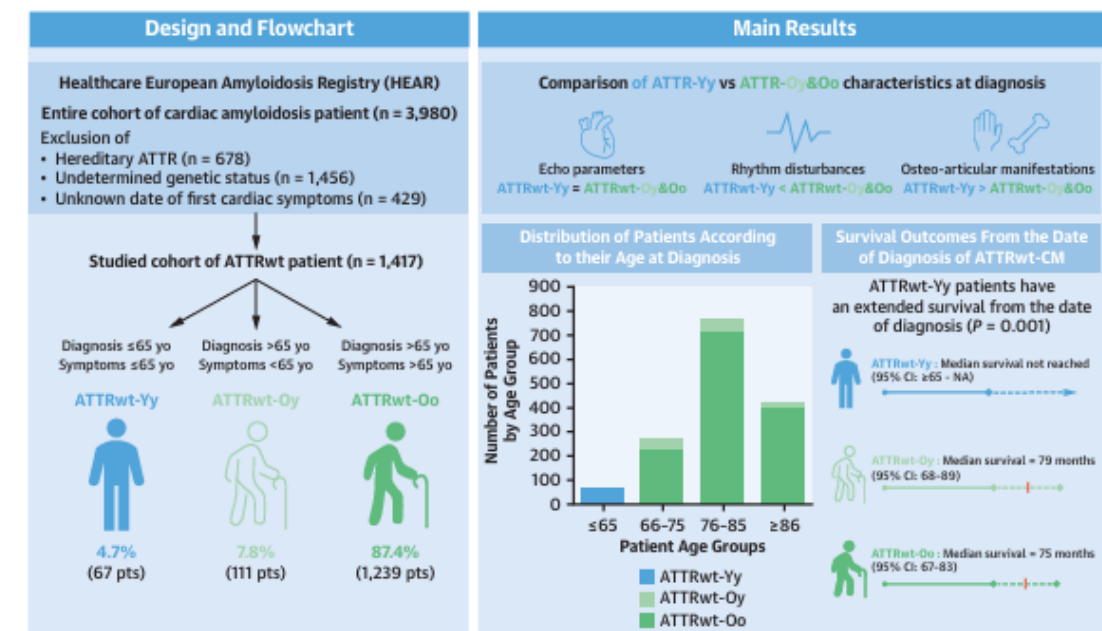 Design and Flowchart
Healthcare European Amyloidosis Registry (HEAR)
Entire cohort of cardiac amyloidosis patient (n = 3,980)
Exclusion of
• Hereditary ATTR (n = 678)
• Undetermined genetic status (n = 1,456)
• Unknown date of first cardiac symptoms (n = 429)
Studied cohort of ATTRwt patient (n = 1,417)
Diagnosis ≤65 yo
Symptoms ≤65 yo
ATTRwt-Yy
4.7%
(67 pts)
Diagnosis >65 yo
Symptoms <65 yo
ATTRwt-Oy
7.8%
(111 pts)
Diagnosis >65 yo
Symptoms >65 yo
ATTRwt-Oo
87.4%
(1,239 pts)
Main Results
Comparison of ATTR-Yy vs ATTR-Oy&Oo characteristics at diagnosis
Echo parameters
ATTRwt-Yy = ATTRwt-Oy&Oo
Rhythm disturbances
ATTRwt-Yy < ATTRwt-Oy&Oo
Osteo-articular manifestations
ATTRwt-Yy > ATTRwt-Oy&Oo
Distribution of Patients According
to their Age at Diagnosis
Number of Patients
by Age Group
900
800
700
600
500
400
300
200
100
0
≤65 66-75 76-85 ≥86
Patient Age Groups
ATTRwt-Yy
ATTRwt-Oy
ATTRwt-Oo
Survival Outcomes From the Date
of Diagnosis of ATTRwt-CM
ATTRwt-Yy patients have
an extended survival from the date
of diagnosis (P = 0.001)
ATTRwt-Yy : Median survival not reached
(95% CI: ≥65 - NA)
ATTRwt-Oy : Median survival = 79 months
(95% CI: 68-89)
ATTRwt-Oo : Median survival = 75 months
(95% CI: 67-83)